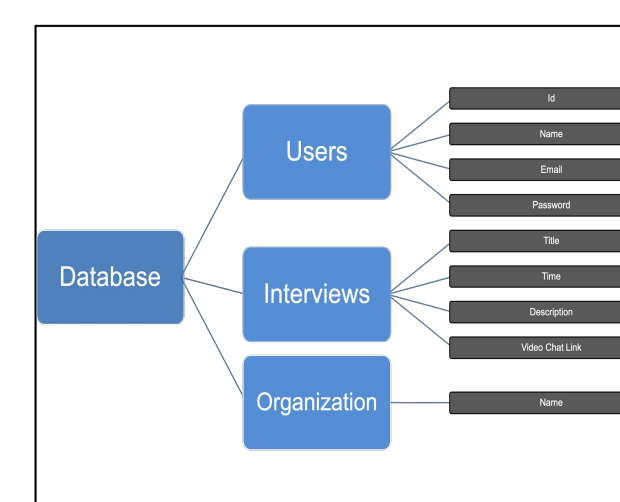 Database
Users
Id
Name
Email
Password
Interviews
Title
Time
Description
Video Chat Link
Organization
Name